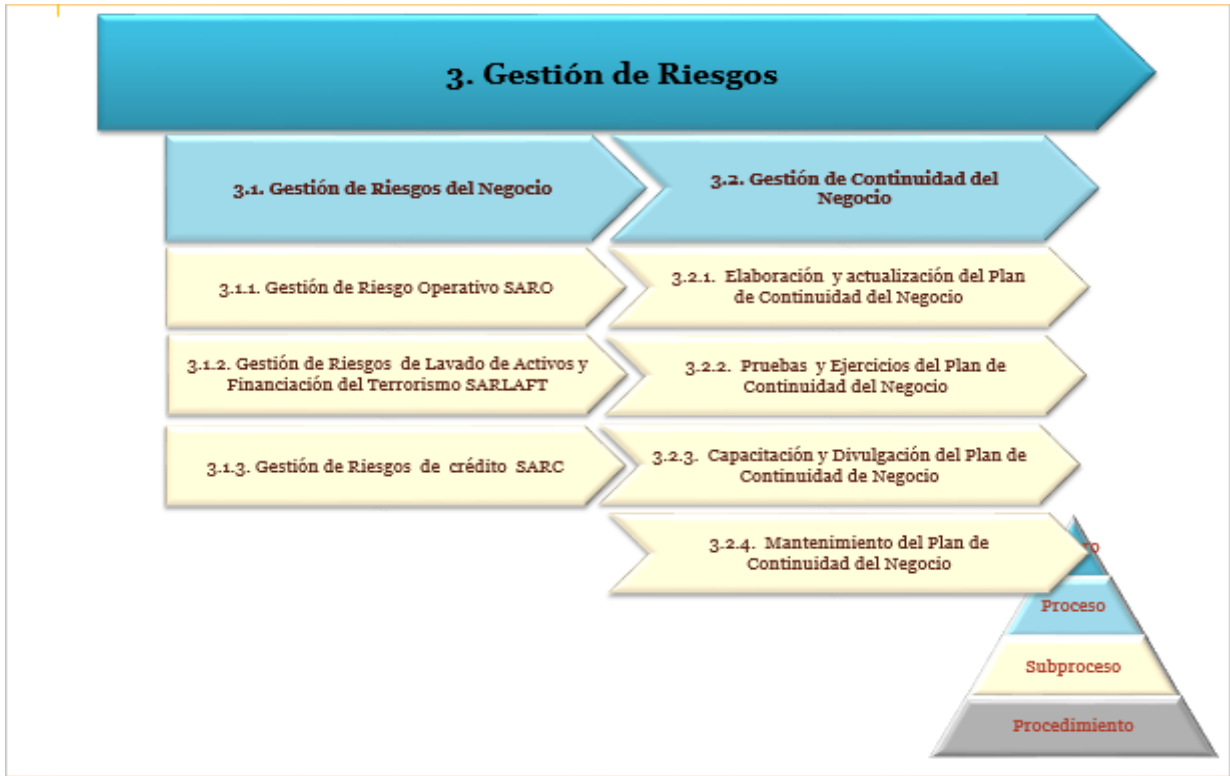 3. Gestión de Riesgos
3.1. Gestión de Riesgos del Negocio
3.2. Gestión de Continuidad del
Negocio
3.1.1. Gestión de Riesgo Operativo SARO
3.2.1. Elaboración y actualización del Plan
de Continuidad del Negocio
3.1.2. Gestión de Riesgos de Lavado de Activos y
Financiación del Terrorismo SARLAFT
3.2.2. Pruebas y Ejercicios del Plan de
Continuidad del Negocio
3.1.3. Gestión de Riesgos de crédito SARC
3.2.3. Capacitación y Divulgación del Plan de
Continuidad de Negocio
3.2.4. Mantenimiento del Plan de
Continuidad del Negocio
Proceso
Subproceso
Procedimiento